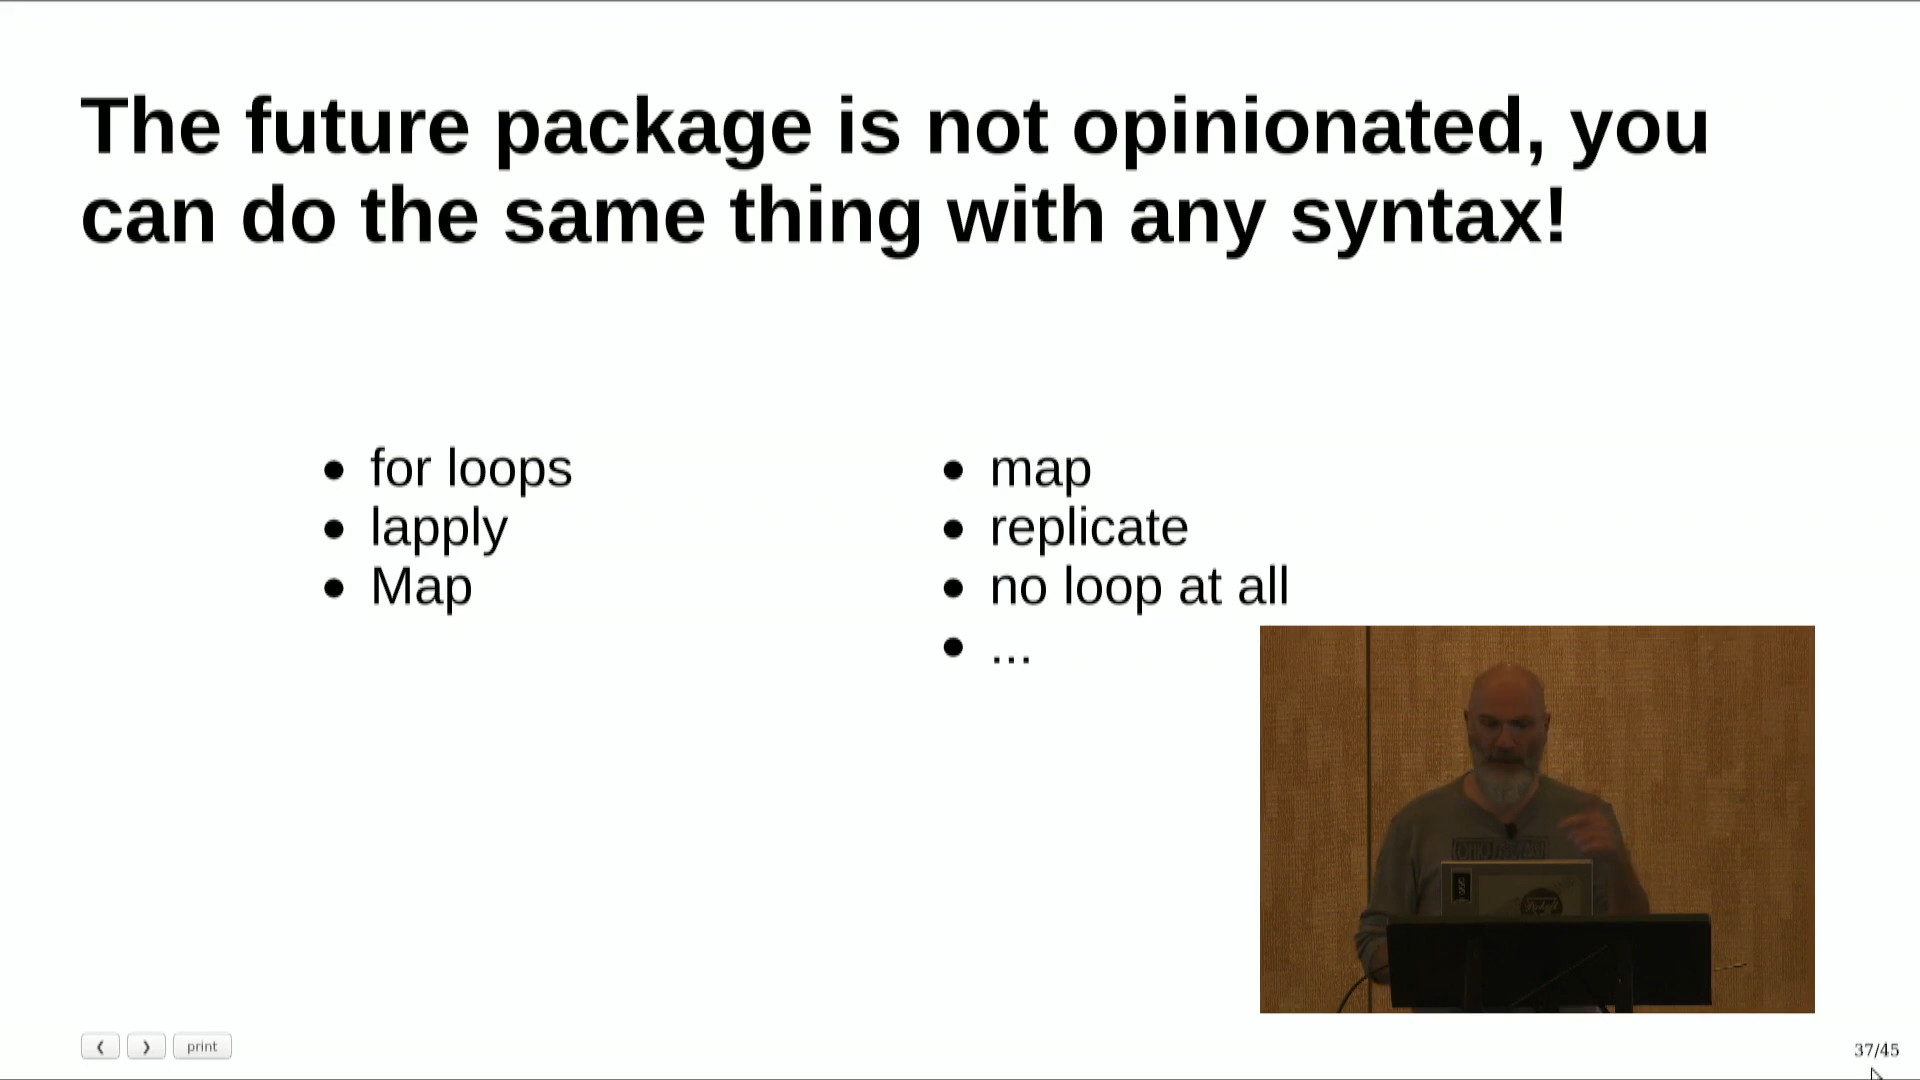 The future package is not opinionated, you
can do the same thing with any syntax!
• for loops
• lapply
• Map
• map
• replicate
• no loop at all
• ...
❮ ❯ print
37/45